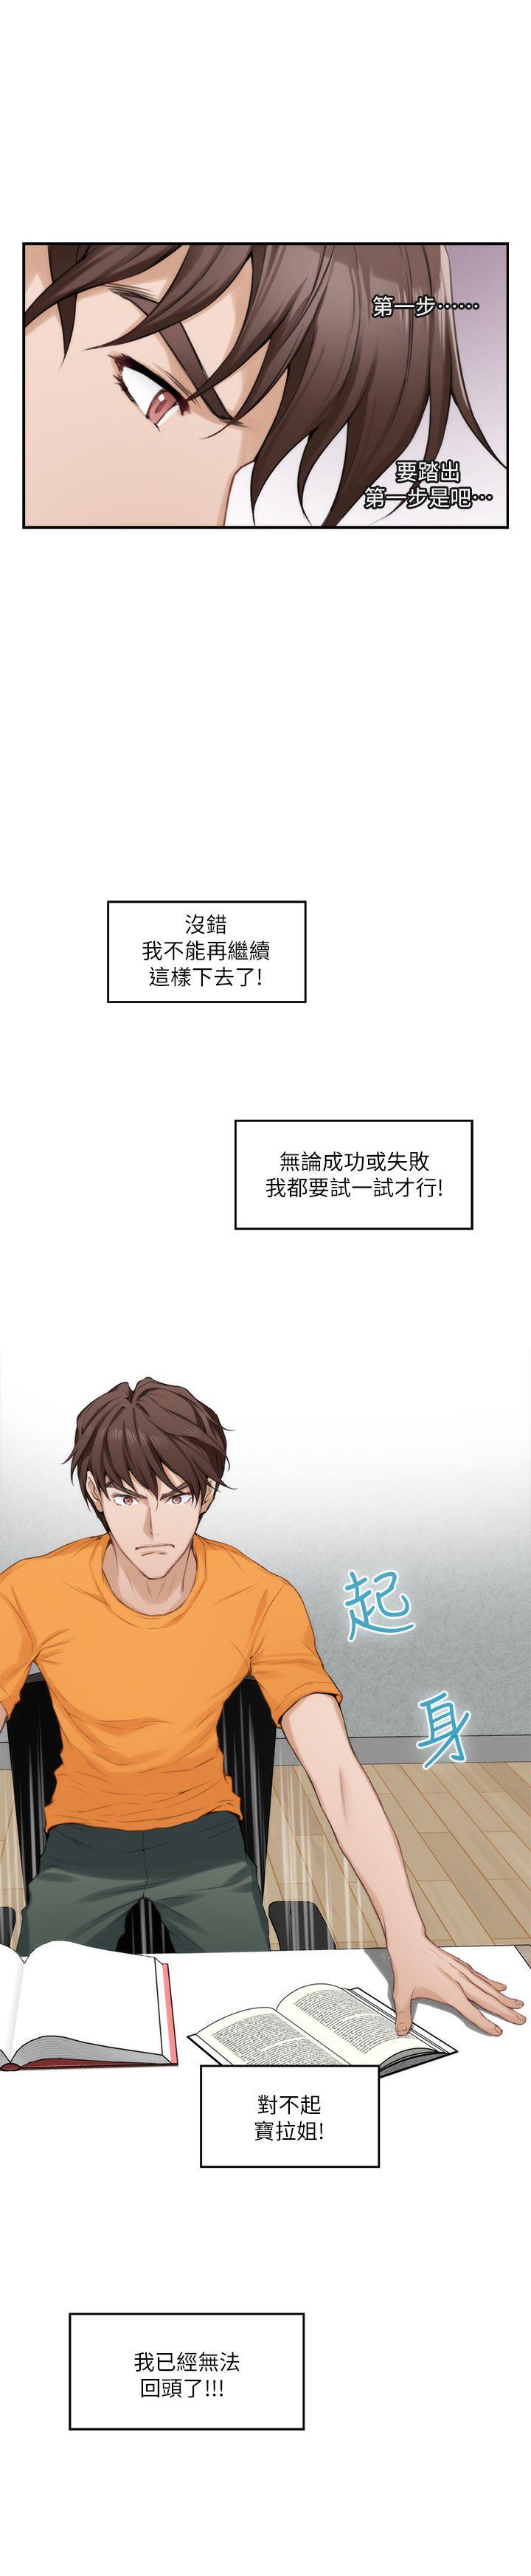 第一步⋯⋯
要踏出
第一步是吧⋯
沒錯
我不能再繼續
這樣下去了!
無論成功或失敗
我都要試一試才行!
起
身
對不起
寶拉姐!
我已經無法
回頭了!!!